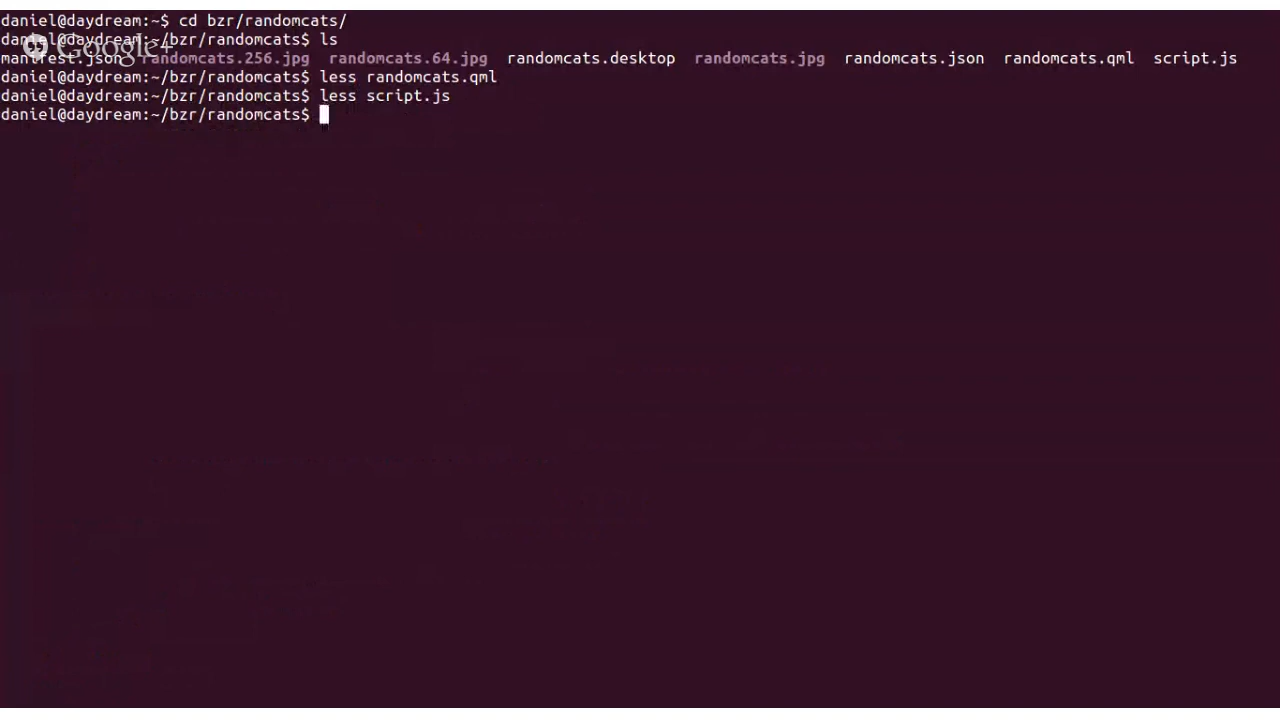 daniel@daydream:~$ cd bzr/randomcats/
daniel@daydream:~/bzr/randomcats$ ls
Google+
manifest.json randomcats.256.jpg randomcats.64.jpg randomcats.desktop randomcats.jpg randomcats.json randomcats.qml script.js
daniel@daydream:~/bzr/randomcats$ less randomcats.qml
daniel@daydream:~/bzr/randomcats$ less script.js
daniel@daydream:~/bzr/randomcats$